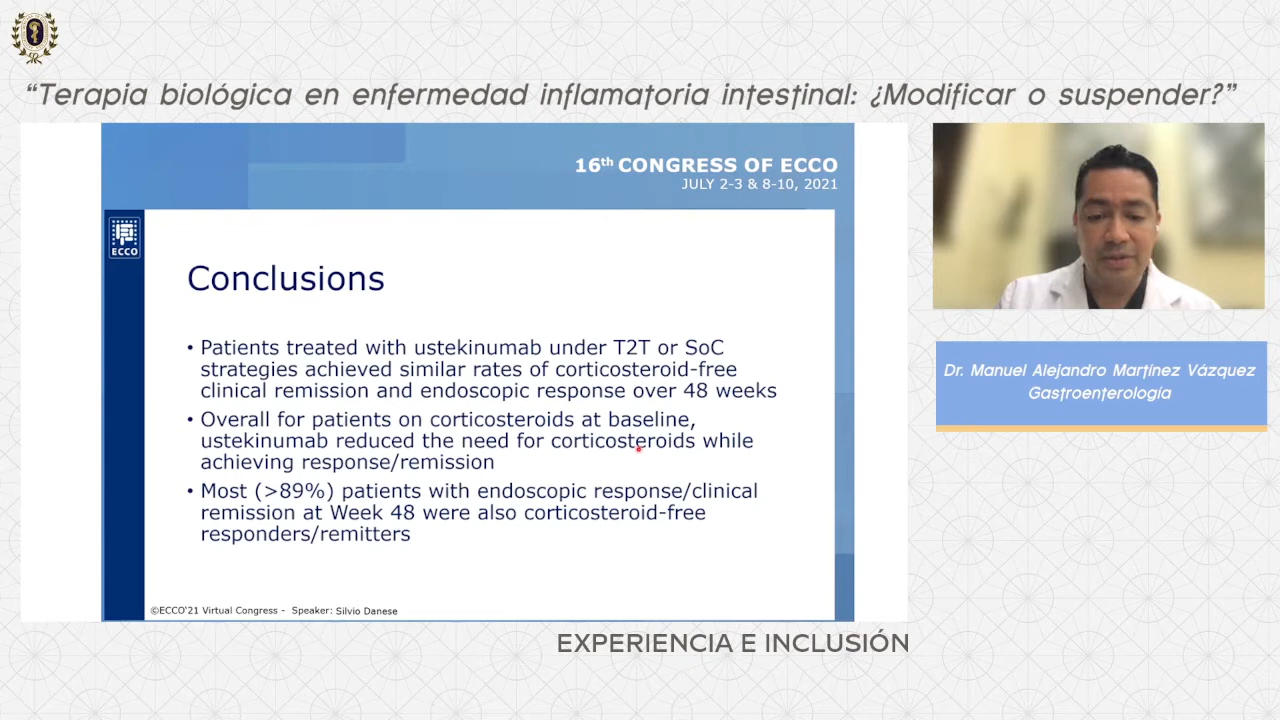 “Terapia biológica en enfermedad inflamatoria intestinal: ¿Modificar o suspender?”
16th CONGRESS OF ECCO
JULY 2-3 & 8-10, 2021
ECCO
Conclusions
• Patients treated with ustekinumab under T2T or SoC
strategies achieved similar rates of corticosteroid-free
clinical remission and endoscopic response over 48 weeks
• Overall for patients on corticosteroids at baseline,
ustekinumab reduced the need for corticosteroids while
achieving response/remission
• Most (>89%) patients with endoscopic response/clinical
remission at Week 48 were also corticosteroid-free
responders/remitters
©ECCO'21 Virtual Congress - Speaker: Silvio Danese
Dr. Manuel Alejandro Martínez Vázquez
Gastroenterología
EXPERIENCIA E INCLUSIÓN